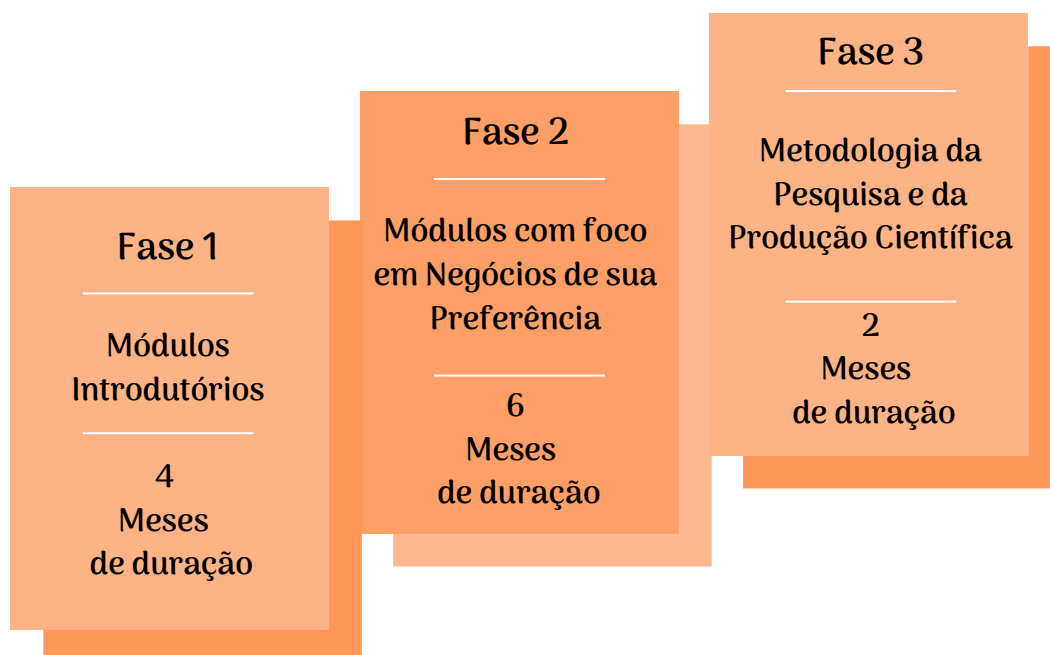 Fase 1
Módulos
Introdutórios
4
Meses
de duração
Fase 2
Módulos com foco
em Negócios de sua
Preferência
6
Meses
de duração
Fase 3
Metodologia da
Pesquisa e da
Produção Científica
2
Meses
de duração